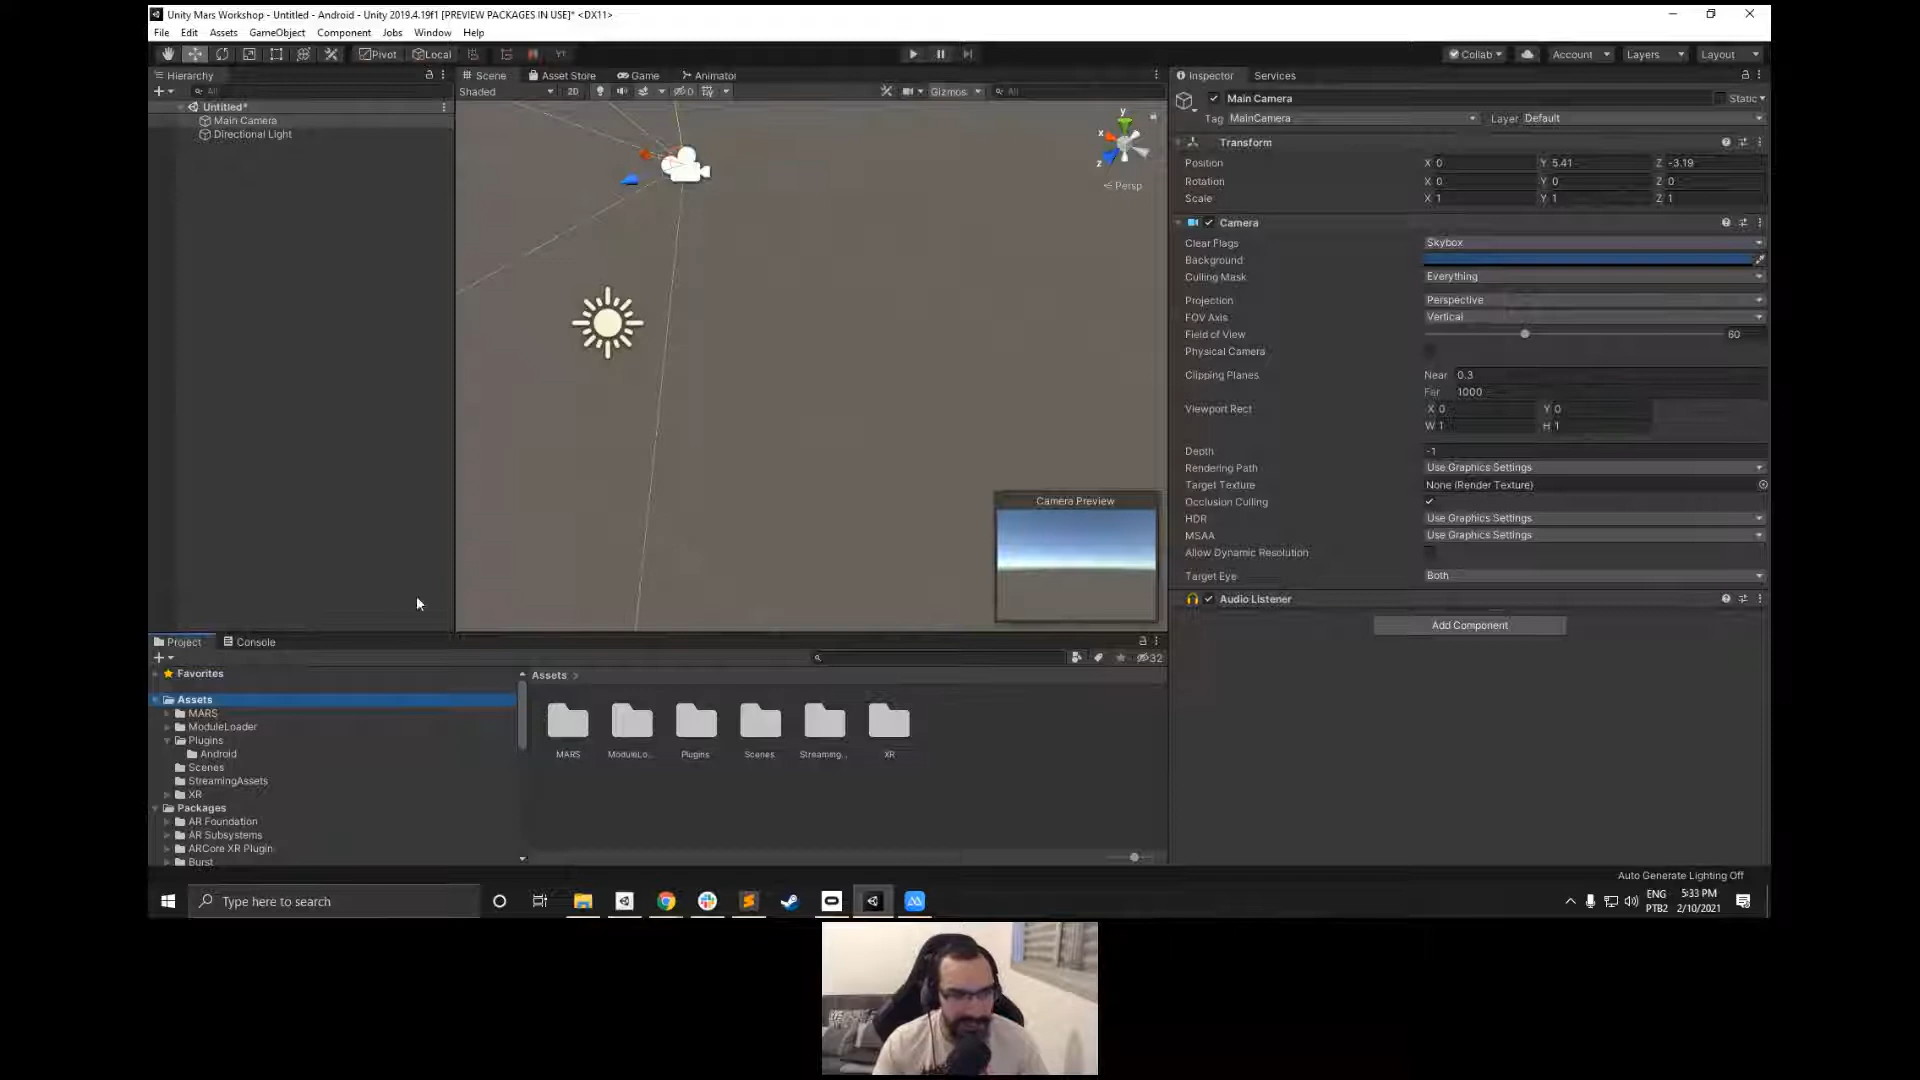 Unity Mars Workshop - Untitled - Android - Unity 2019.4.19f1 [PREVIEW PACKAGES IN USE]* <DX11>
File Edit Assets GameObject Component Jobs Window Help
Pivot Local Collab Account Layers Layout
Hierarchy
All
Untitled*
Main Camera
Directional Light
Scene Asset Store Game Animator
Shaded 2D 0 Gizmos All
y
x
z
Persp
Camera Preview
Inspector Services
Main Camera Static
Tag MainCamera Layer Default
Transform
Position X 0 Y 5.41 Z -3.19
Rotation X 0 Y 0 Z 0
Scale X 1 Y 1 Z 1
Camera
Clear Flags Skybox
Background
Culling Mask Everything
Projection Perspective
FOV Axis Vertical
Field of View 60
Physical Camera
Clipping Planes Near 0.3
Far 1000
Viewport Rect X 0 Y 0
W 1 H 1
Depth -1
Rendering Path Use Graphics Settings
Target Texture None (Render Texture)
Occlusion Culling
HDR Use Graphics Settings
MSAA Use Graphics Settings
Allow Dynamic Resolution
Target Eye Both
Audio Listener
Add Component
Project Console
32
Favorites
Assets
MARS
ModuleLoader
Plugins
Android
Scenes
StreamingAssets
XR
Packages
AR Foundation
AR Subsystems
ARCore XR Plugin
Burst
Assets >
MARS ModuleLo... Plugins Scenes Streaming... XR
Auto Generate Lighting Off
Type here to search
ENG
PTB2
5:33 PM
2/10/2021